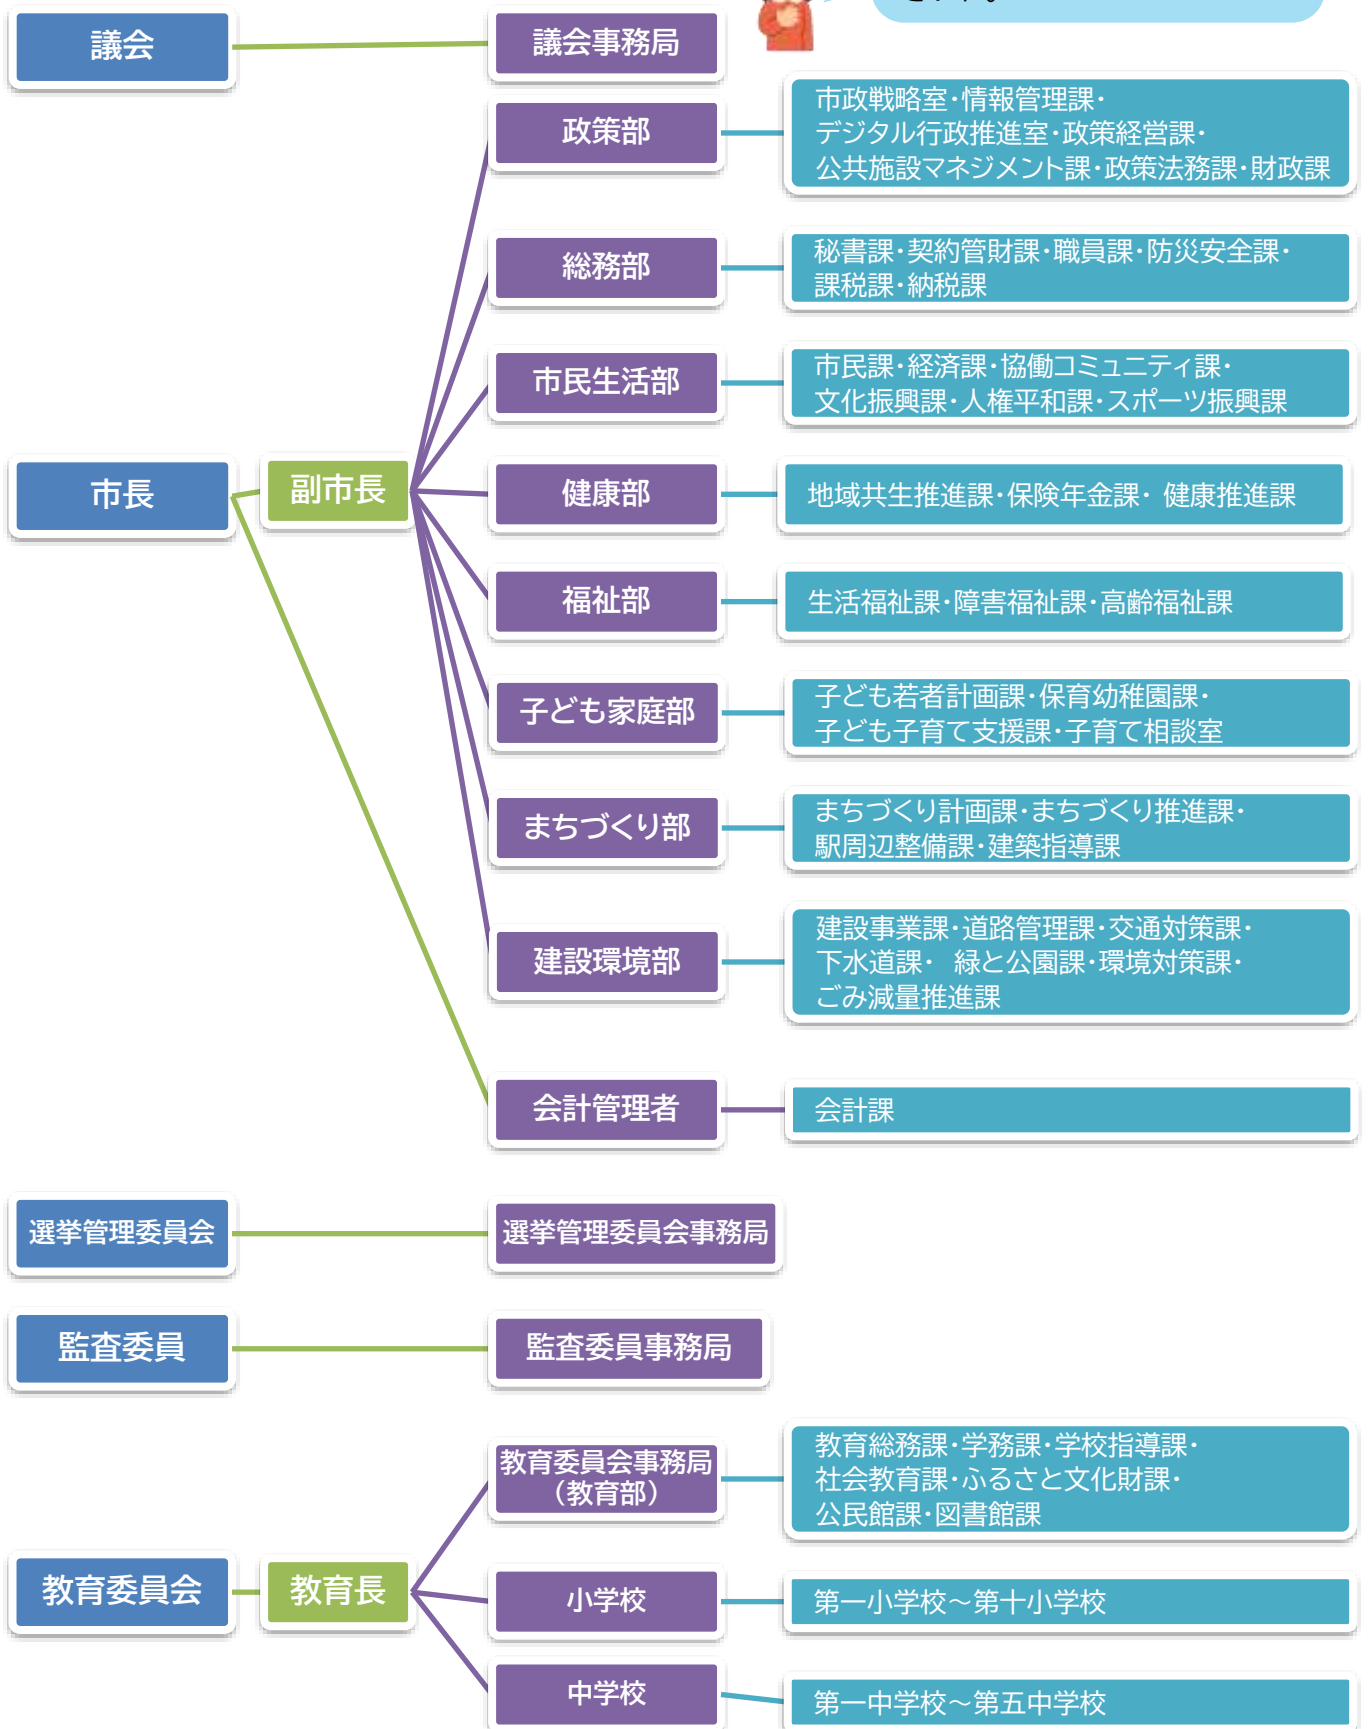 議会
議会事務局
政策部
市政戦略室・情報管理課・
デジタル行政推進室・政策経営課・
公共施設マネジメント課・政策法務課・財政課
総務部
秘書課・契約管財課・職員課・防災安全課・
課税課・納税課
市民生活部
市民課・経済課・協働コミュニティ課・
文化振興課・人権平和課・スポーツ振興課
市長
副市長
健康部
地域共生推進課・保険年金課・ 健康推進課
福祉部
生活福祉課・障害福祉課・高齢福祉課
子ども家庭部
子ども若者計画課・保育幼稚園課・
子ども子育て支援課・子育て相談室
まちづくり部
まちづくり計画課・まちづくり推進課・
駅周辺整備課・建築指導課
建設環境部
建設事業課・道路管理課・交通対策課・
下水道課・ 緑と公園課・環境対策課・
ごみ減量推進課
会計管理者
会計課
選挙管理委員会
選挙管理委員会事務局
監査委員
監査委員事務局
教育委員会
教育長
教育委員会事務局
（教育部）
教育総務課・学務課・学校指導課・
社会教育課・ふるさと文化財課・
公民館課・図書館課
小学校
第一小学校～第十小学校
中学校
第一中学校～第五中学校